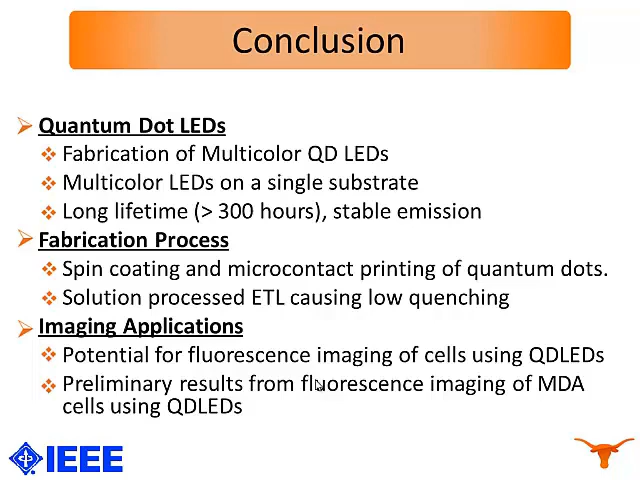 Conclusion
Quantum Dot LEDs
Fabrication of Multicolor QD LEDs
Multicolor LEDs on a single substrate
Long lifetime (> 300 hours), stable emission
Fabrication Process
Spin coating and microcontact printing of quantum dots.
Solution processed ETL causing low quenching
Imaging Applications
Potential for fluorescence imaging of cells using QDLEDs
Preliminary results from fluorescence imaging of MDA
cells using QDLEDs
IEEE